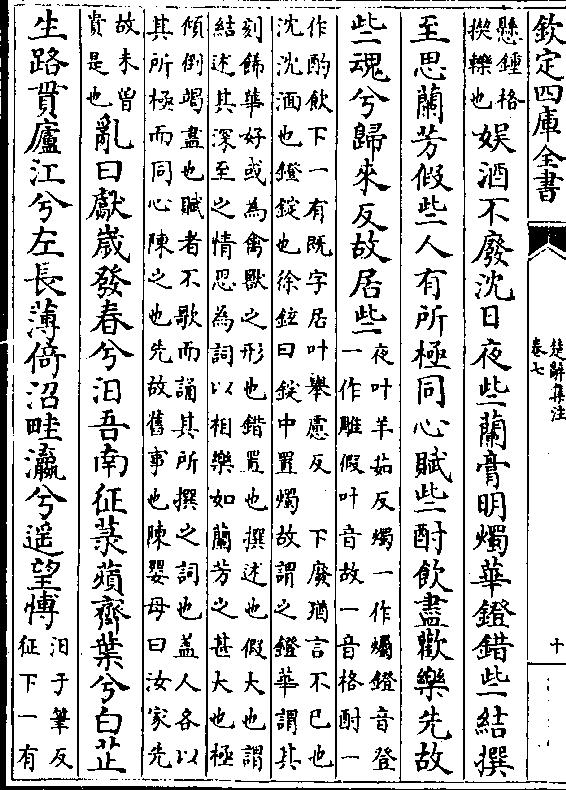 欽定四庫全書
楚辭集注
卷七
十
懸鍾格
揳轢也
娯酒不廢沈日夜些蘭膏明燭華鐙錯些結撰
至思蘭芳假些人有所極同心賦些酎飲盡歡樂先故
些魂兮歸來反故居些
夜叶羊茹反燭一作爥鐙音登
一作雕假叶音故一音格酎一
作酌飲下一有既字居叶舉慮反 下廢猶言不已也
沈沈湎也鐙錠也徐鉉曰錠中置燭故謂之鐙華謂其
刻餙華好或為禽獸之形也錯置也撰述也假大也謂
結述其深至之情思為詞以相樂如蘭芳之甚大也極
傾倒竭盡也賦者不歌而誦其所撰之詞也盖人各以
其所極而同心陳之也先故舊事也陳嬰母曰汝家先
故未曾
貴是也
亂曰獻歲發春兮汨吾南征菉蘋齊葉兮白芷
生路貫廬江兮左長薄倚沼畦瀛兮遥望愽
汨于筆反
征下一有